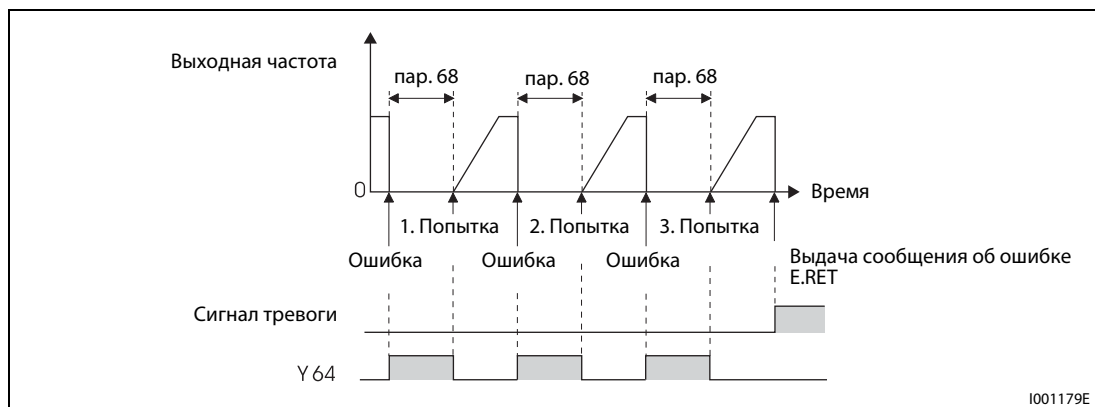 Выходная частота
пар. 68
пар. 68
пар. 68
0
Время
1. Попытка
2. Попытка
3. Попытка
Ошибка
Ошибка
Ошибка
Выдача сообщения об ошибке
E.RET
Сигнал тревоги
Y 64
I001179E